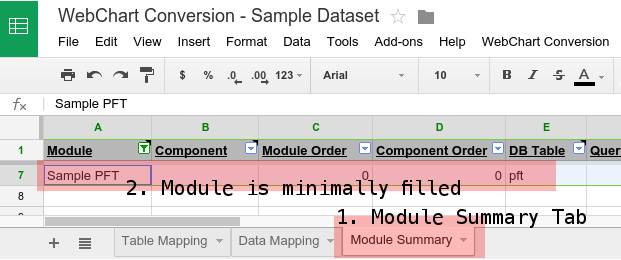 WebChart Conversion - Sample Dataset
File Edit View Insert Format Data Tools Add-ons Help WebChart Conversion
$ % .0 .00 123 Arial 10 B I S A
fx Sample PFT
A B C D E
1 Module Component Module Order Component Order DB Table Quer
7 Sample PFT 0 0 pft
2. Module is minimally filled
8
1. Module Summary Tab
9
+ Table Mapping Data Mapping Module Summary